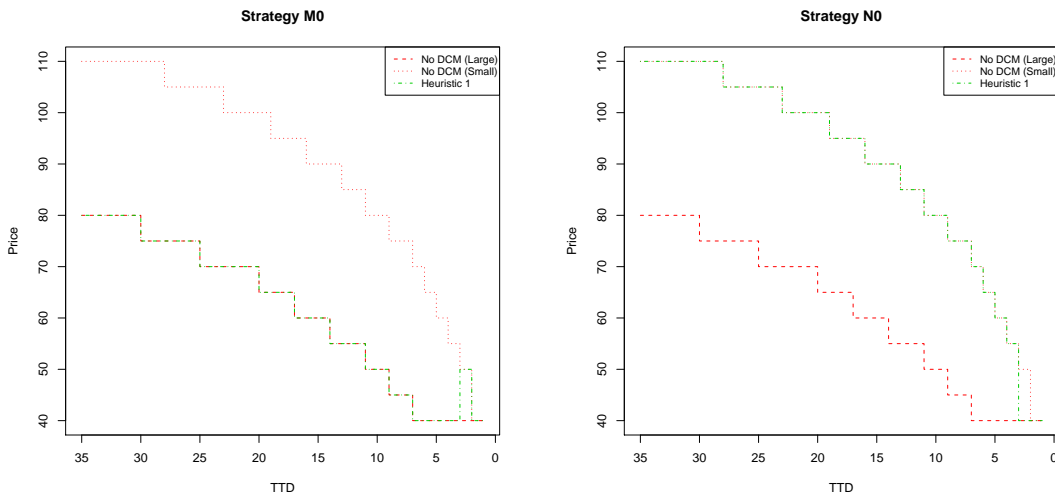 Strategy M0
No DCM (Large)
No DCM (Small)
Heuristic 1
110
100
90
80
70
60
50
40
Price
35
30
25
20
15
10
5
0
TTD
Strategy N0
No DCM (Large)
No DCM (Small)
Heuristic 1
110
100
90
80
70
60
50
40
Price
35
30
25
20
15
10
5
0
TTD